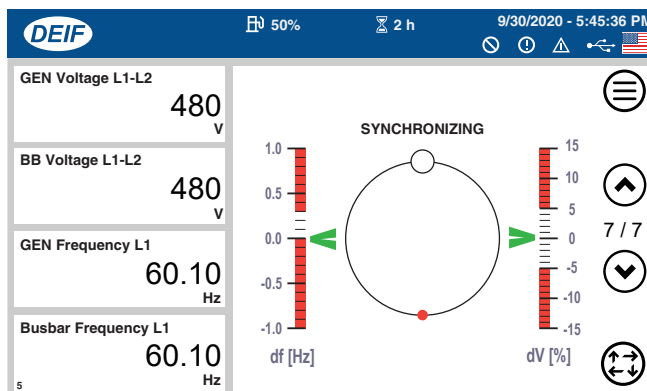 DEIF
50%
2 h
9/30/2020 - 5:45:36 PM
GEN Voltage L1-L2
480
V
BB Voltage L1-L2
480
V
GEN Frequency L1
60.10
Hz
Busbar Frequency L1
60.10
Hz
5
SYNCHRONIZING
1.0
0.5
0.0
-0.5
-1.0
df [Hz]
15
10
5
0
-5
-10
-15
dV [%]
7 / 7